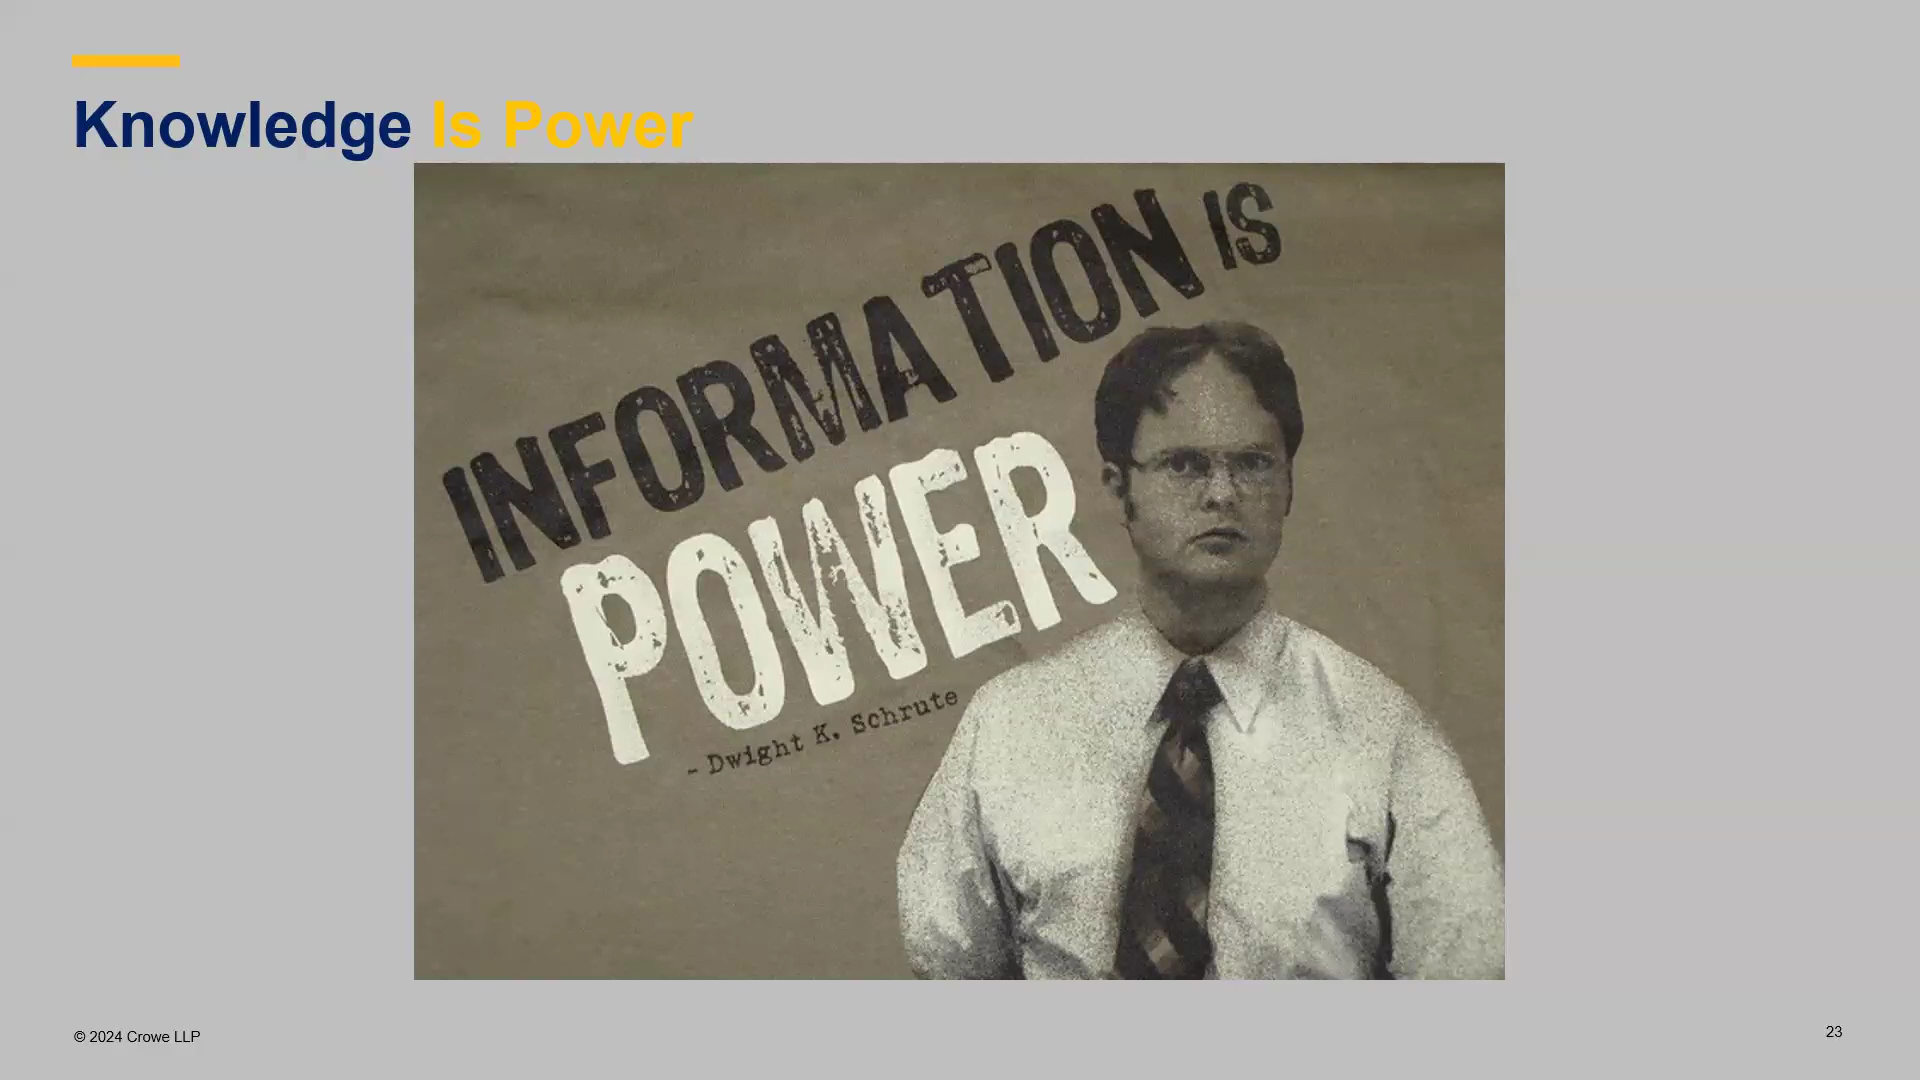 Knowledge Is Power
INFORMATION IS
POWER
- Dwight K. Schrute
© 2024 Crowe LLP
23